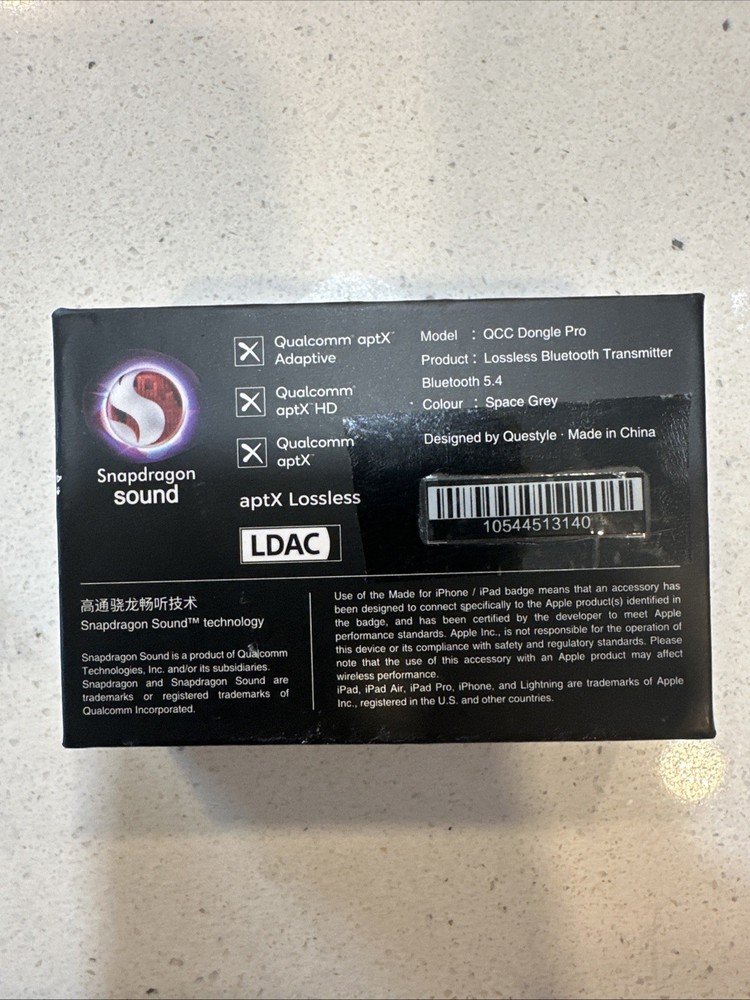 Snapdragon
sound
Qualcomm® aptX™
Adaptive
Qualcomm®
aptX™ HD
Qualcomm®
aptX™
aptX Lossless
LDAC
Model : QCC Dongle Pro
Product : Lossless Bluetooth Transmitter
Bluetooth 5.4
Colour : Space Grey
Designed by Questyle · Made in China
10544513140
高通骁龙畅听技术
Snapdragon Sound™ technology
Snapdragon Sound is a product of Qualcomm
Technologies, Inc. and/or its subsidiaries.
Snapdragon and Snapdragon Sound are
trademarks or registered trademarks of
Qualcomm Incorporated.
Use of the Made for iPhone / iPad badge means that an accessory has
been designed to connect specifically to the Apple product(s) identified in
the badge, and has been certified by the developer to meet Apple
performance standards. Apple Inc., is not responsible for the operation of
this device or its compliance with safety and regulatory standards. Please
note that the use of this accessory with an Apple product may affect
wireless performance.
iPad, iPad Air, iPad Pro, iPhone, and Lightning are trademarks of Apple
Inc., registered in the U.S. and other countries.